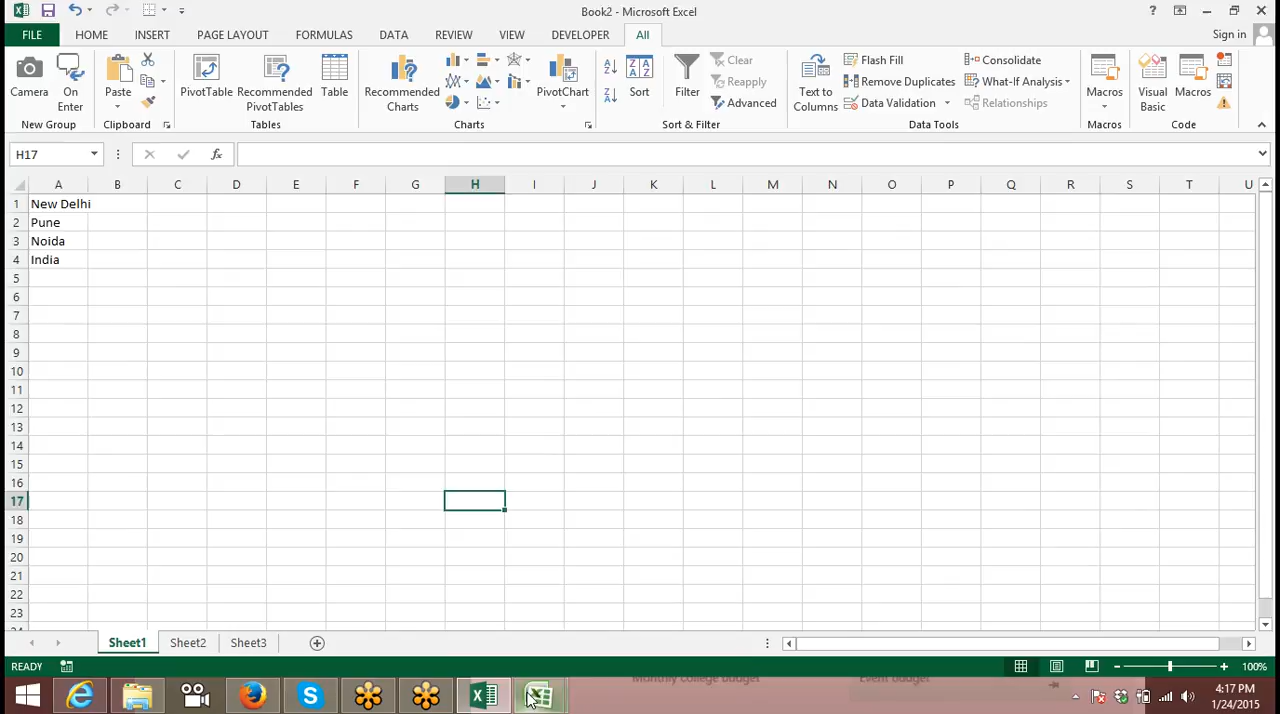 Book2 - Microsoft Excel
?
FILE HOME INSERT PAGE LAYOUT FORMULAS DATA REVIEW VIEW DEVELOPER All Sign in
Camera On Enter Paste PivotTable Recommended PivotTables Table Recommended Charts PivotChart Sort Filter Clear Reapply Advanced Text to Columns Flash Fill Remove Duplicates Data Validation Consolidate What-If Analysis Relationships Macros Visual Basic Macros
New Group Clipboard Tables Charts Sort & Filter Data Tools Macros Code
H17 fx
A B C D E F G H I J K L M N O P Q R S T U
1 New Delhi
2 Pune
3 Noida
4 India
5
6
7
8
9
10
11
12
13
14
15
16
17
18
19
20
21
22
23
Sheet1 Sheet2 Sheet3
READY 100%
Monthly college budget Event budget
4:17 PM
1/24/2015